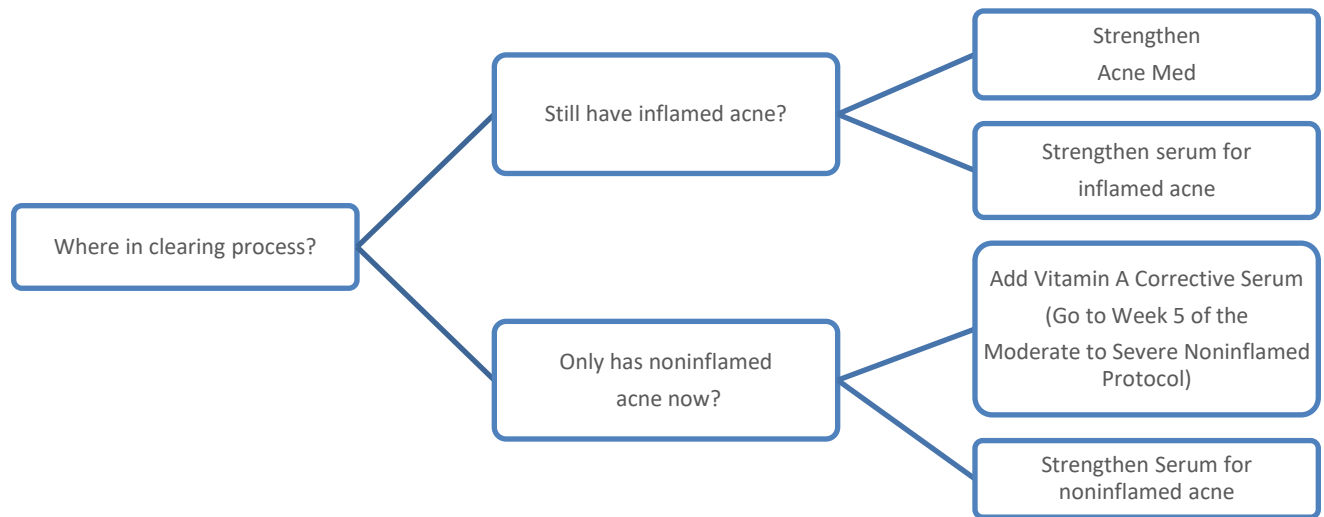 Where in clearing process?
Still have inflamed acne?
Strengthen
Acne Med
Strengthen serum for
inflamed acne
Only has noninflamed
acne now?
Add Vitamin A Corrective Serum
(Go to Week 5 of the
Moderate to Severe Noninflamed
Protocol)
Strengthen Serum for
noninflamed acne